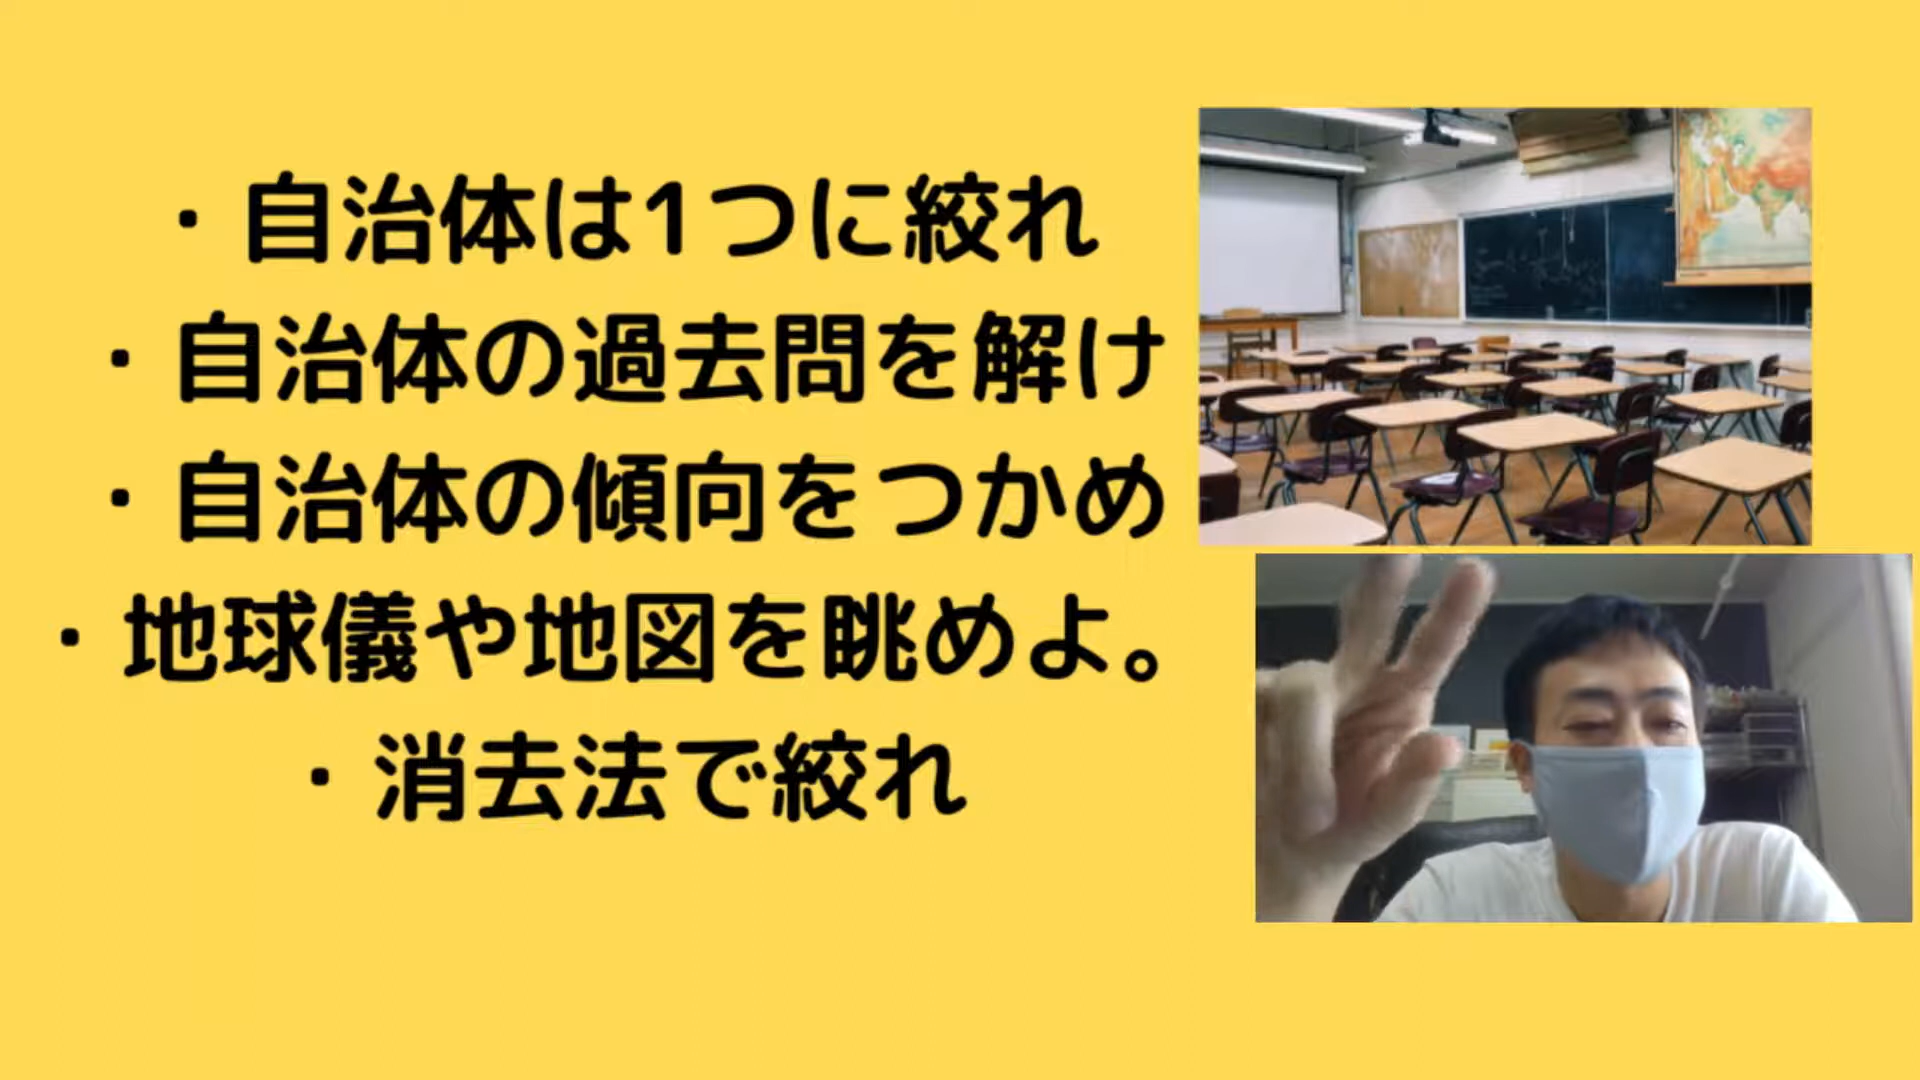 ・自治体は1つに絞れ
・自治体の過去問を解け
・自治体の傾向をつかめ
・地球儀や地図を眺めよ。
・消去法で絞れ